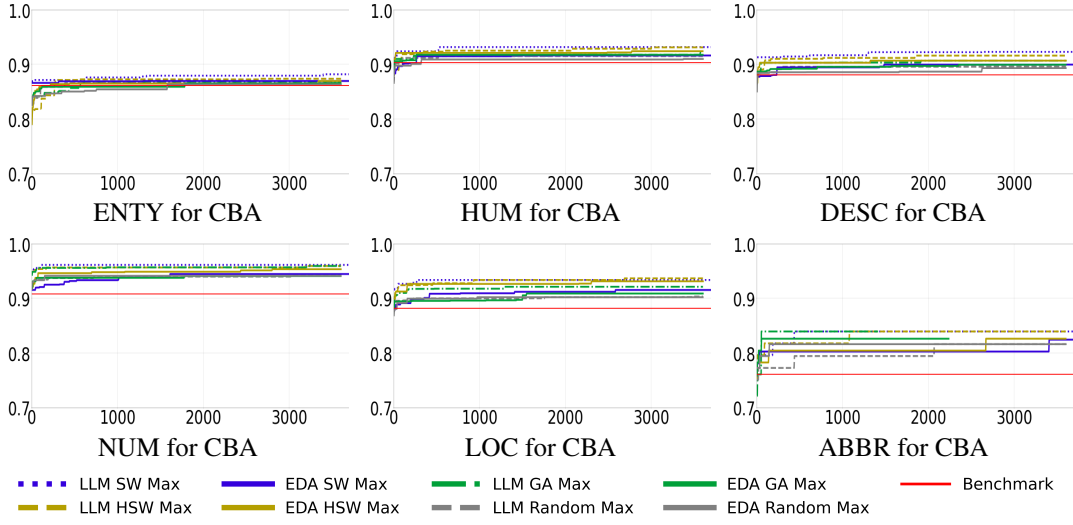 1.0 1.0 1.0
0.9 0.9 0.9
0.8 0.8 0.8
0.7 0.7 0.7
0 1000 2000 3000 0 1000 2000 3000 0 1000 2000 3000
ENTY for CBA HUM for CBA DESC for CBA
1.0 1.0 1.0
0.9 0.9 0.9
0.8 0.8 0.8
0.7 0.7 0.7
0 1000 2000 3000 0 1000 2000 3000 0 1000 2000 3000
NUM for CBA LOC for CBA ABBR for CBA
LLM SW Max EDA SW Max LLM GA Max EDA GA Max Benchmark
LLM HSW Max EDA HSW Max LLM Random Max EDA Random Max